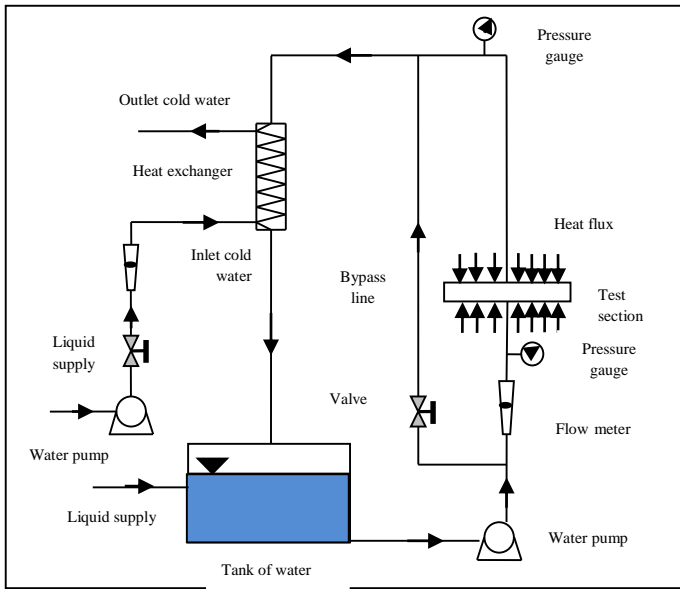 Pressure
gauge
Outlet cold water
Heat exchanger
Heat flux
Inlet cold
water
Bypass
line
Test
section
Liquid
supply
Pressure
gauge
Valve
Flow meter
Water pump
Liquid supply
Water pump
Tank of water